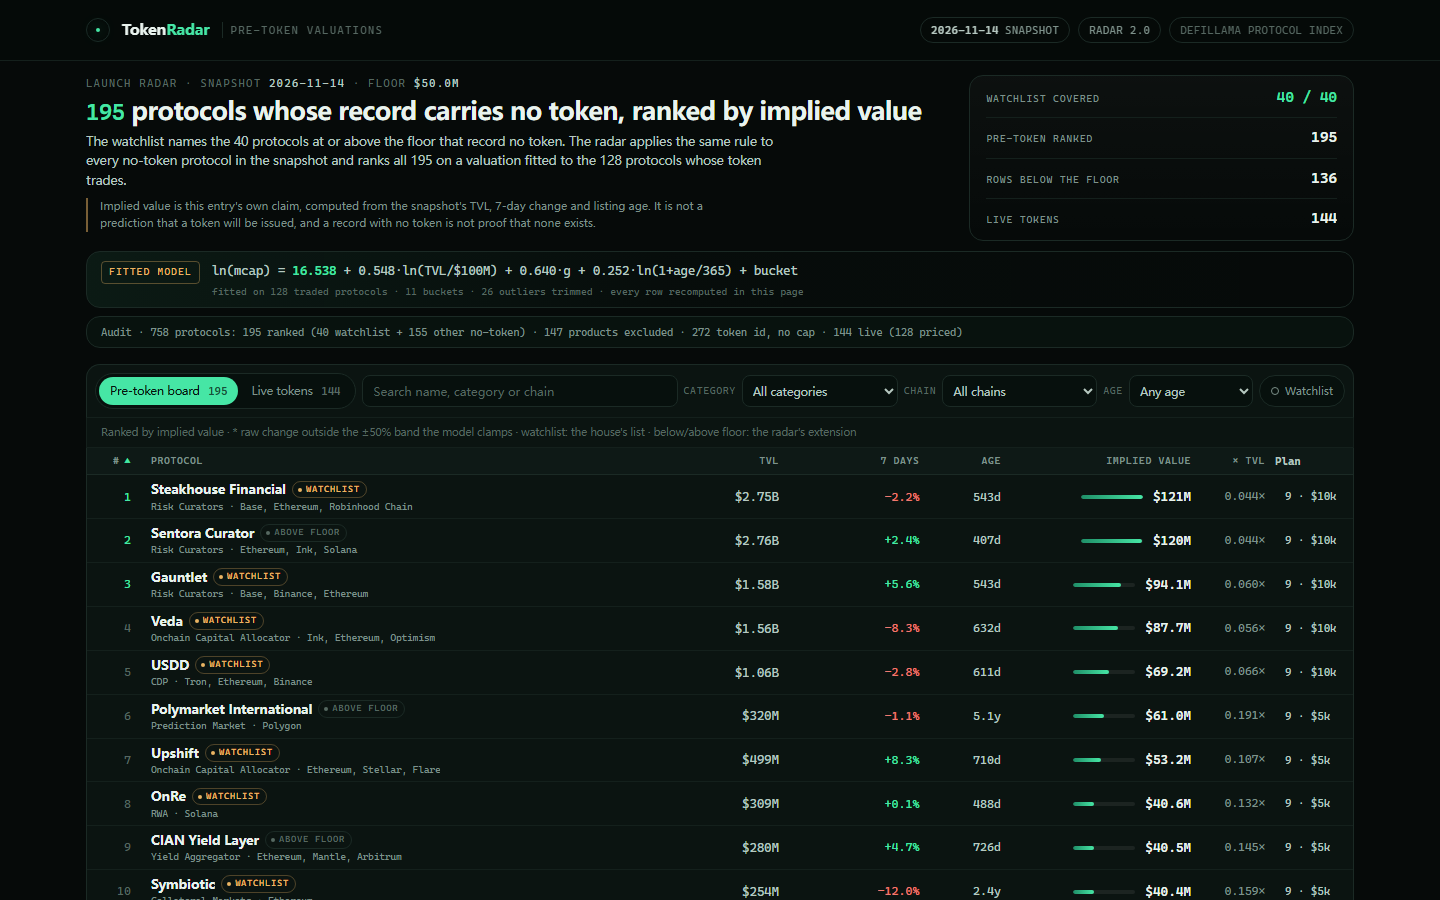 TokenRadar PRE-TOKEN VALUATIONS 2026-11-14 SNAPSHOT RADAR 2.0 DEFILLAMA PROTOCOL INDEX
LAUNCH RADAR · SNAPSHOT 2026-11-14 · FLOOR $50.0M
195 protocols whose record carries no token, ranked by implied value
The watchlist names the 40 protocols at or above the floor that record no token. The radar applies the same rule to
every no-token protocol in the snapshot and ranks all 195 on a valuation fitted to the 128 protocols whose token
trades.
Implied value is this entry's own claim, computed from the snapshot's TVL, 7-day change and listing age. It is not a
prediction that a token will be issued, and a record with no token is not proof that none exists.
WATCHLIST COVERED 40 / 40
PRE-TOKEN RANKED 195
ROWS BELOW THE FLOOR 136
LIVE TOKENS 144
FITTED MODEL ln(mcap) = 16.538 + 0.548·ln(TVL/$100M) + 0.640·g + 0.252·ln(1+age/365) + bucket
fitted on 128 traded protocols · 11 buckets · 26 outliers trimmed · every row recomputed in this page
Audit · 758 protocols: 195 ranked (40 watchlist + 155 other no-token) · 147 products excluded · 272 token id, no cap · 144 live (128 priced)
Pre-token board 195 Live tokens 144 Search name, category or chain CATEGORY All categories CHAIN All chains AGE Any age Watchlist
Ranked by implied value · * raw change outside the ±50% band the model clamps · watchlist: the house's list · below/above floor: the radar's extension
# ▲ PROTOCOL TVL 7 DAYS AGE IMPLIED VALUE × TVL Plan
1 Steakhouse Financial WATCHLIST $2.75B −2.2% 543d $121M 0.044× 9 · $10k
Risk Curators · Base, Ethereum, Robinhood Chain
2 Sentora Curator ABOVE FLOOR $2.76B +2.4% 407d $120M 0.044× 9 · $10k
Risk Curators · Ethereum, Ink, Solana
3 Gauntlet WATCHLIST $1.58B +5.6% 543d $94.1M 0.060× 9 · $10k
Risk Curators · Base, Binance, Ethereum
4 Veda WATCHLIST $1.56B −8.3% 632d $87.7M 0.056× 9 · $10k
Onchain Capital Allocator · Ink, Ethereum, Optimism
5 USDD WATCHLIST $1.06B −2.8% 611d $69.2M 0.066× 9 · $10k
CDP · Tron, Ethereum, Binance
6 Polymarket International ABOVE FLOOR $320M −1.1% 5.1y $61.0M 0.191× 9 · $5k
Prediction Market · Polygon
7 Upshift WATCHLIST $499M +8.3% 710d $53.2M 0.107× 9 · $5k
Onchain Capital Allocator · Ethereum, Stellar, Flare
8 OnRe WATCHLIST $309M +0.1% 488d $40.6M 0.132× 9 · $5k
RWA · Solana
9 CIAN Yield Layer ABOVE FLOOR $280M +4.7% 726d $40.5M 0.145× 9 · $5k
Yield Aggregator · Ethereum, Mantle, Arbitrum
10 Symbiotic WATCHLIST $254M −12.0% 2.4y $40.4M 0.159× 9 · $5k